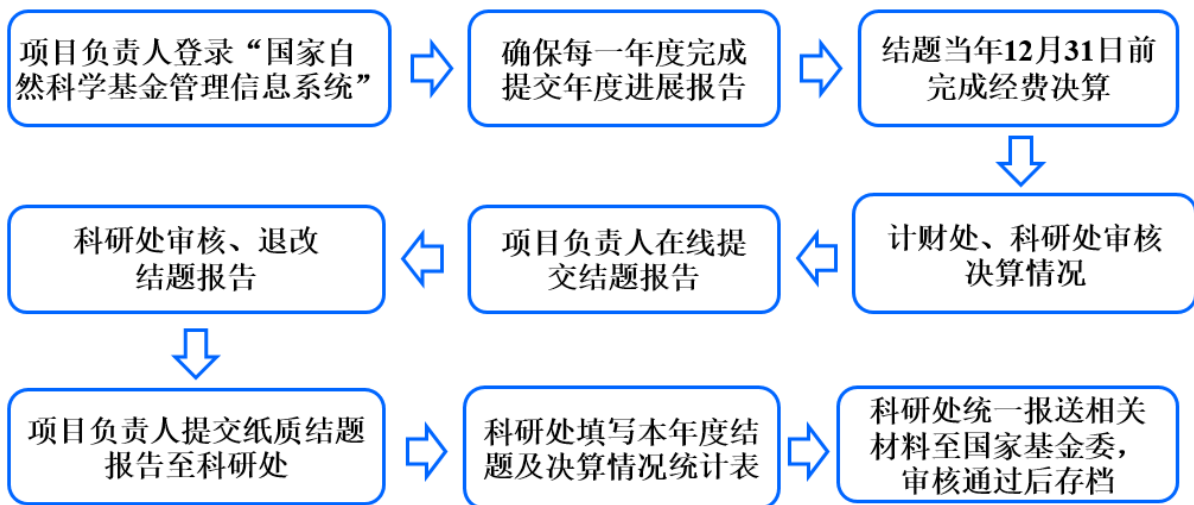 项目负责人登录“国家自
然科学基金管理信息系统”
确保每一年度完成
提交年度进展报告
结题当年12月31日前
完成经费决算
计财处、科研处审核
决算情况
项目负责人在线提
交结题报告
科研处审核、退改
结题报告
项目负责人提交纸质结题
报告至科研处
科研处填写本年度结
题及决算情况统计表
科研处统一报送相关
材料至国家基金委，
审核通过后存档